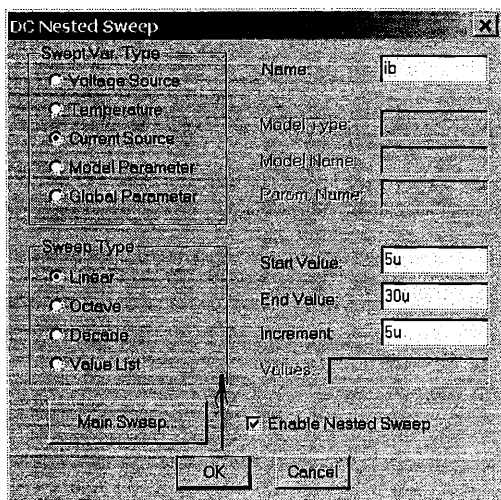 DC Nested Sweep
Swept Var. Type
Voltage Source
Temperature
Current Source
Model Parameter
Global Parameter
Name: ib
Model Type:
Model Name:
Param. Name:
Sweep Type
Linear
Octave
Decade
Value List
Start Value: 5u
End Value: 30u
Increment: 5u
Values:
Main Sweep...
Enable Nested Sweep
OK
Cancel